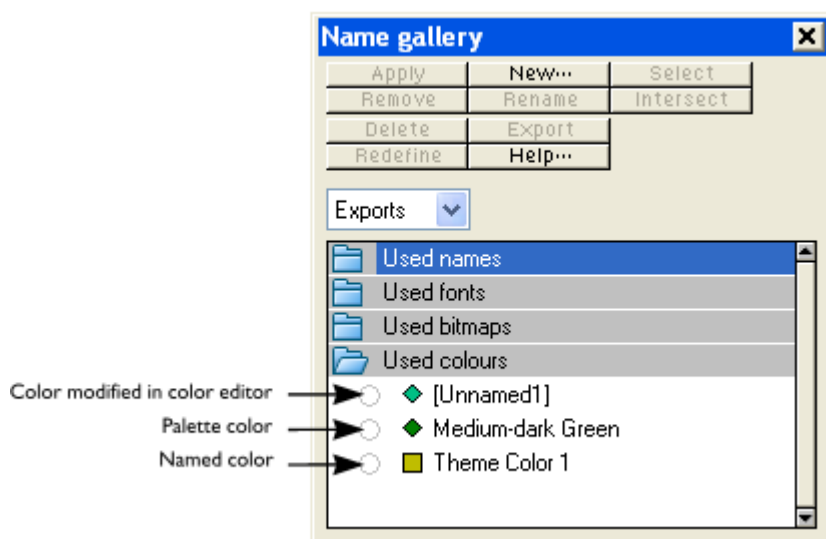 Name gallery
Apply New... Select
Remove Rename Intersect
Delete Export
Redefine Help...
Exports
Used names
Used fonts
Used bitmaps
Used colours
Color modified in color editor [Unnamed1]
Palette color Medium-dark Green
Named color Theme Color 1